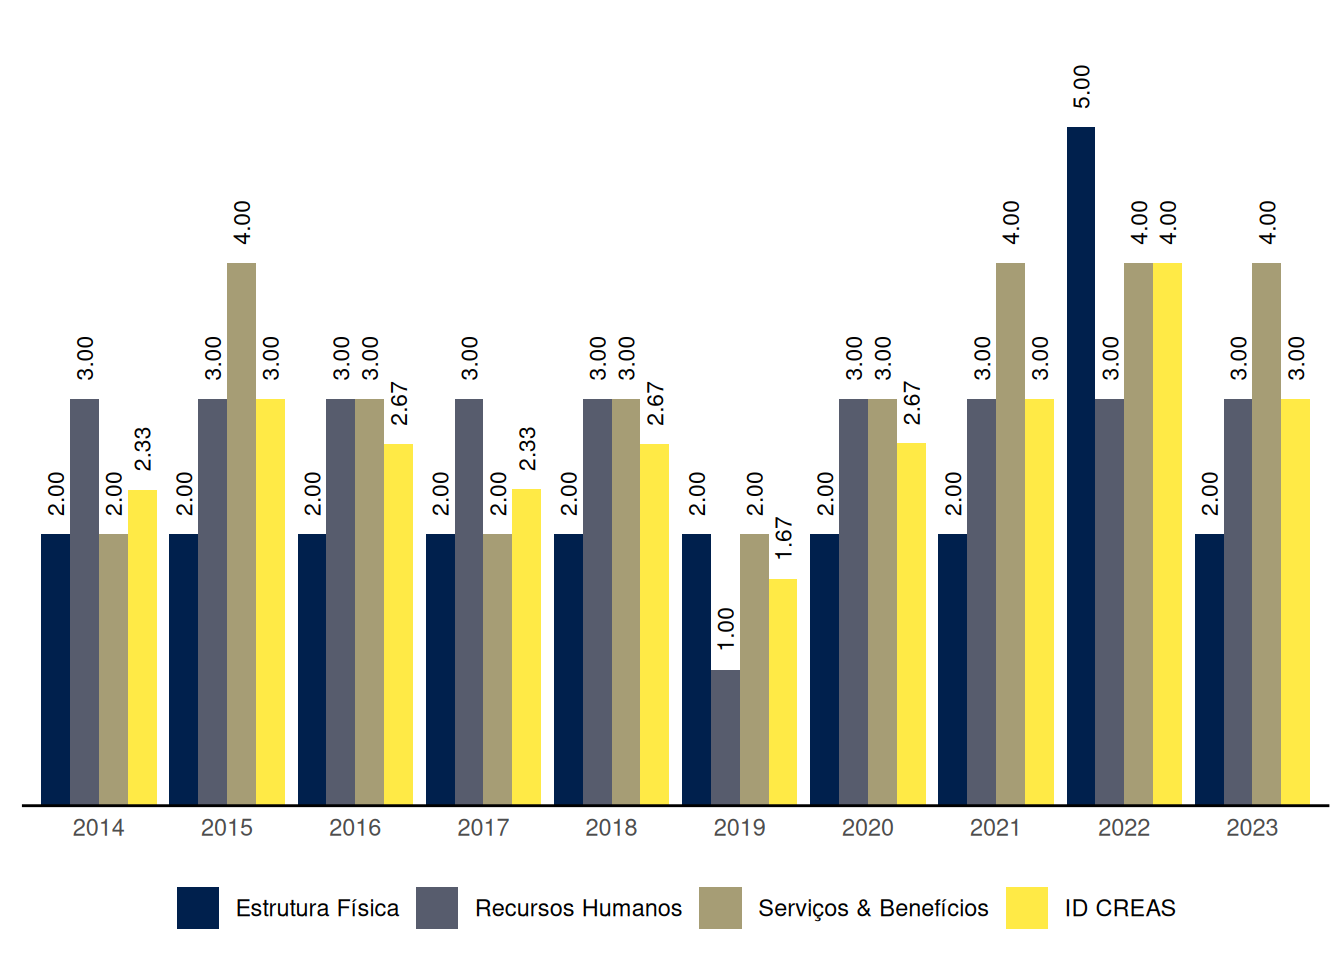 5.00
4.00 4.00 4.00 4.00 4.00
3.00 3.00 3.00 3.00 3.00 3.00 3.00 3.00 3.00 3.00 3.00 3.00 3.00 3.00 3.00
2.67 2.67 2.67
2.33 2.33
2.00 2.00 2.00 2.00 2.00 2.00 2.00 2.00 2.00 2.00 2.00 2.00
1.67
1.00
2014 2015 2016 2017 2018 2019 2020 2021 2022 2023
Estrutura Física Recursos Humanos Serviços & Benefícios ID CREAS